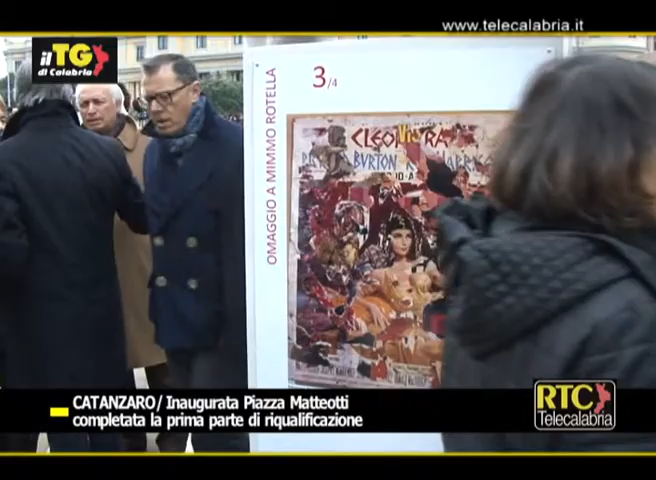 www.telecalabria.it
il TG
di Calabria
3/4
OMAGGIO A MIMMO ROTELLA
CLEOPATRA
BURTON HARRISON
CATANZARO/ Inaugurata Piazza Matteotti
completata la prima parte di riqualificazione
RTC
Telecalabria